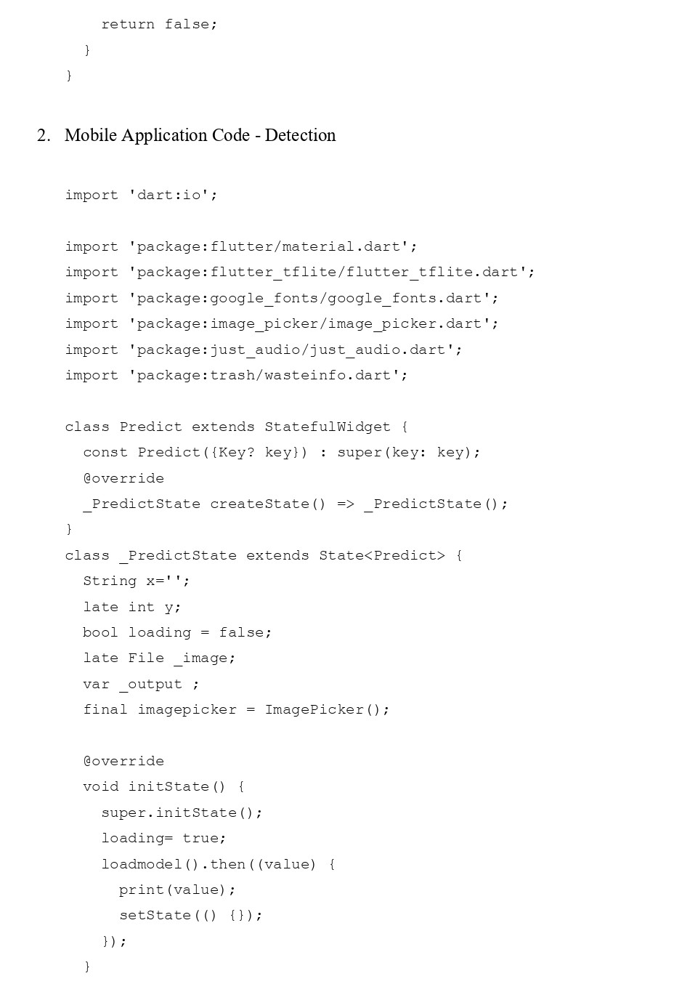 return false;
  }
}
2. Mobile Application Code - Detection
import 'dart:io';
import 'package:flutter/material.dart';
import 'package:flutter_tflite/flutter_tflite.dart';
import 'package:google_fonts/google_fonts.dart';
import 'package:image_picker/image_picker.dart';
import 'package:just_audio/just_audio.dart';
import 'package:trash/wasteinfo.dart';
class Predict extends StatefulWidget {
  const Predict({Key? key}) : super(key: key);
  @override
  _PredictState createState() => _PredictState();
}
class _PredictState extends State<Predict> {
  String x='';
  late int y;
  bool loading = false;
  late File _image;
  var _output ;
  final imagepicker = ImagePicker();
  @override
  void initState() {
    super.initState();
    loading= true;
    loadmodel().then((value) {
      print(value);
      setState(() {});
    });
  }